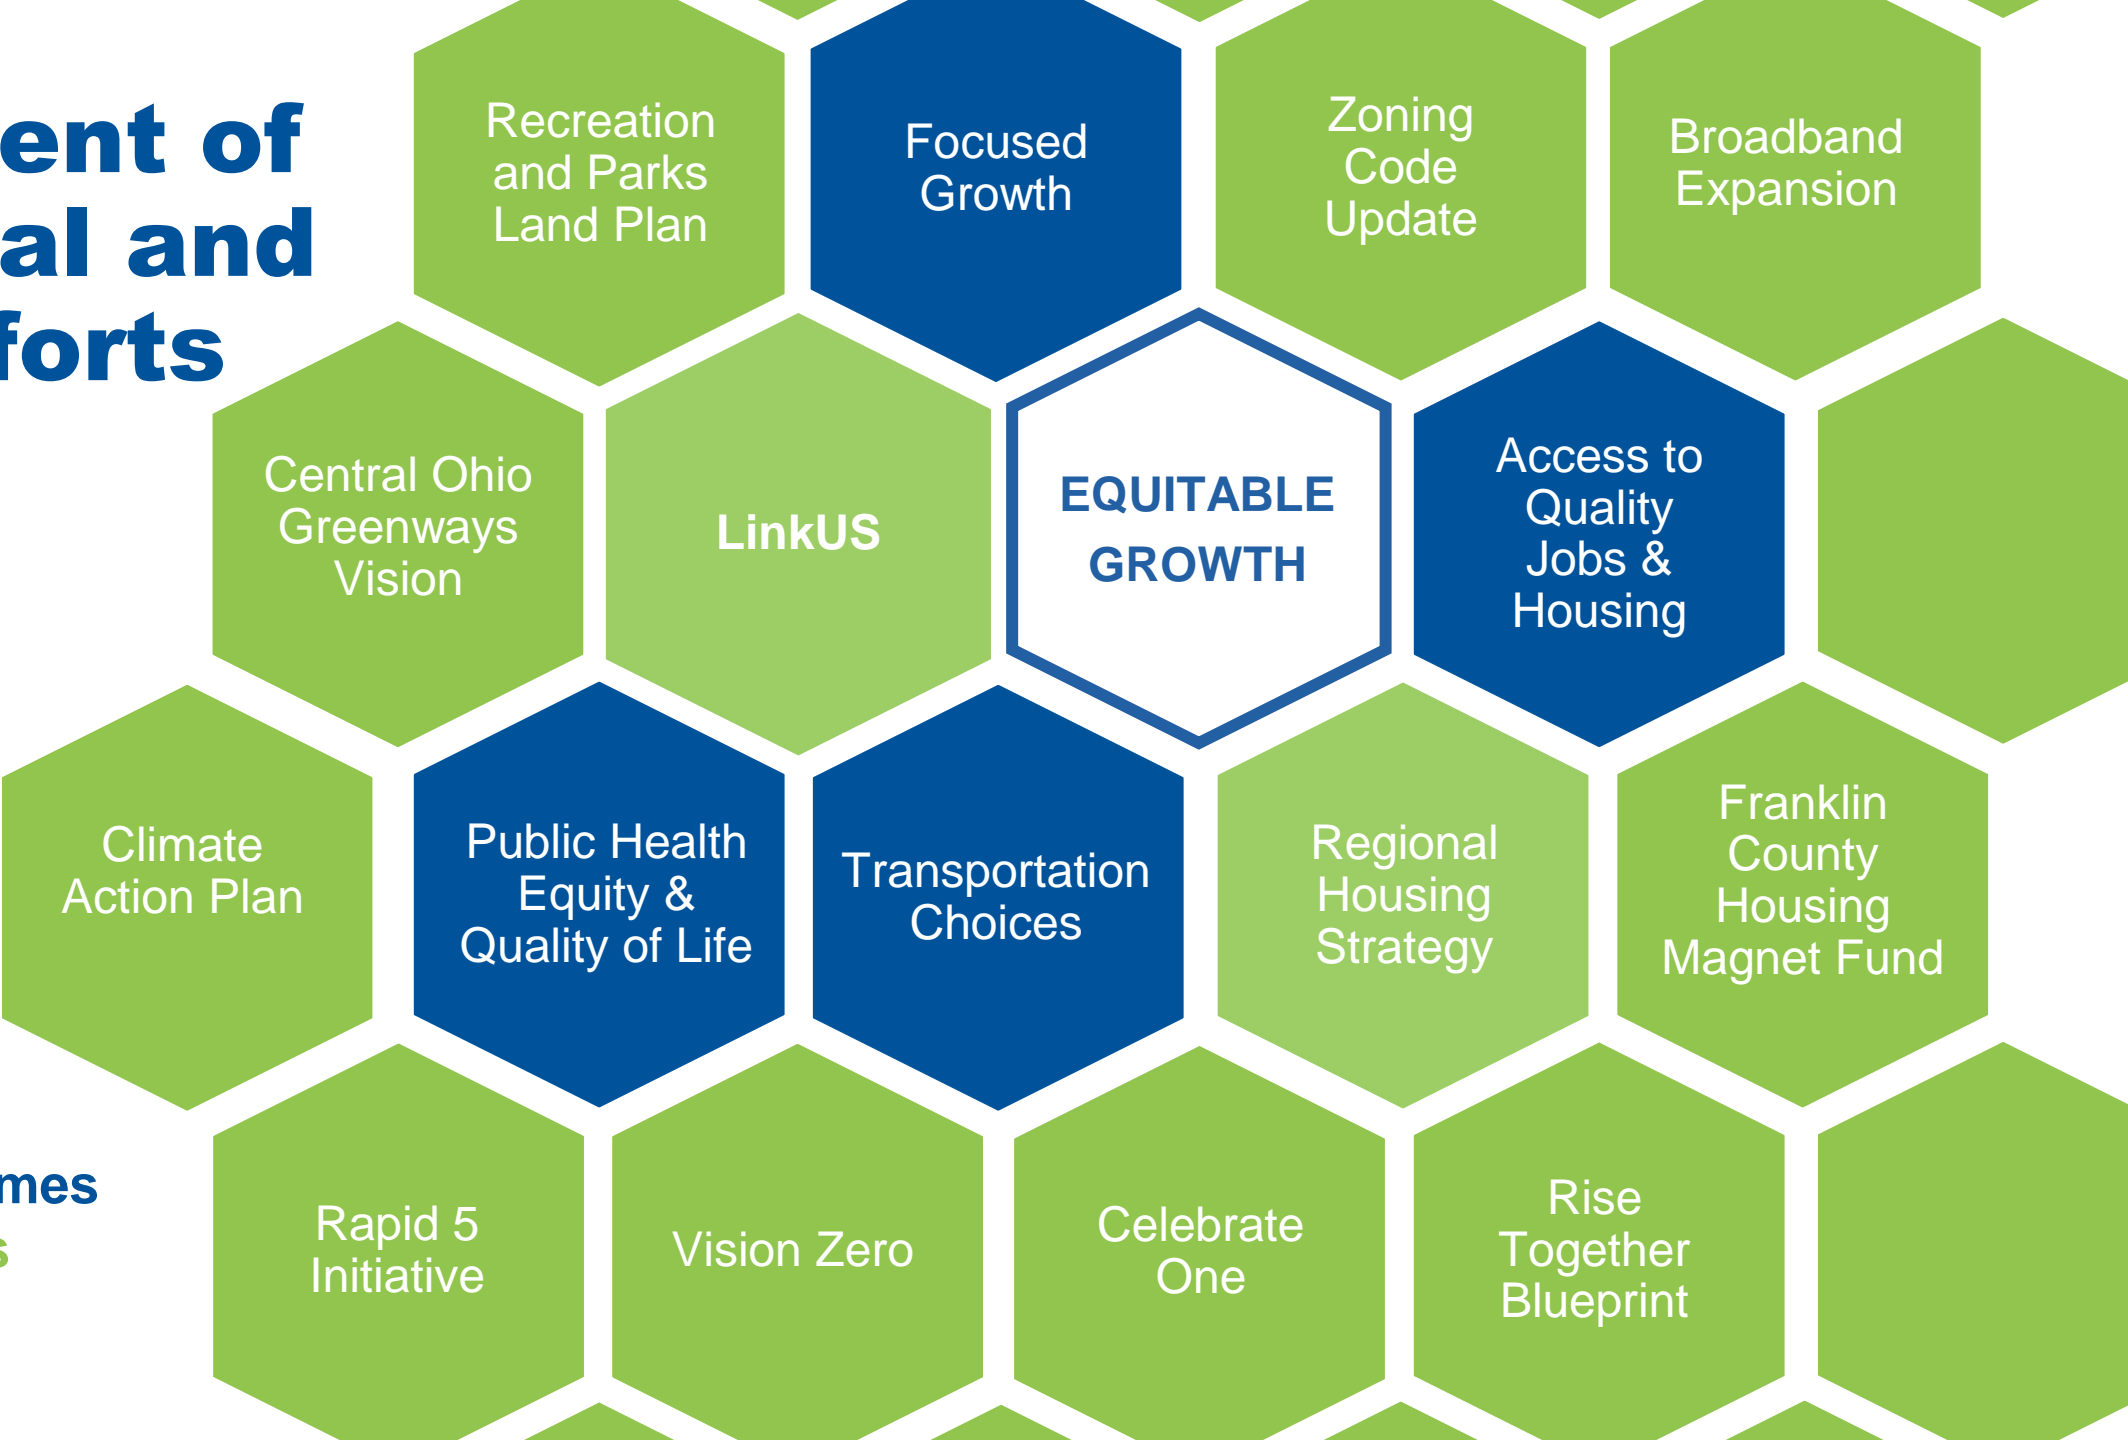 ent of
al and
forts
Recreation
and Parks
Land Plan
Focused
Growth
Zoning
Code
Update
Broadband
Expansion
Central Ohio
Greenways
Vision
LinkUS
EQUITABLE
GROWTH
Access to
Quality
Jobs &
Housing
Climate
Action Plan
Public Health
Equity &
Quality of Life
Transportation
Choices
Regional
Housing
Strategy
Franklin
County
Housing
Magnet Fund
mes
s
Rapid 5
Initiative
Vision Zero
Celebrate
One
Rise
Together
Blueprint